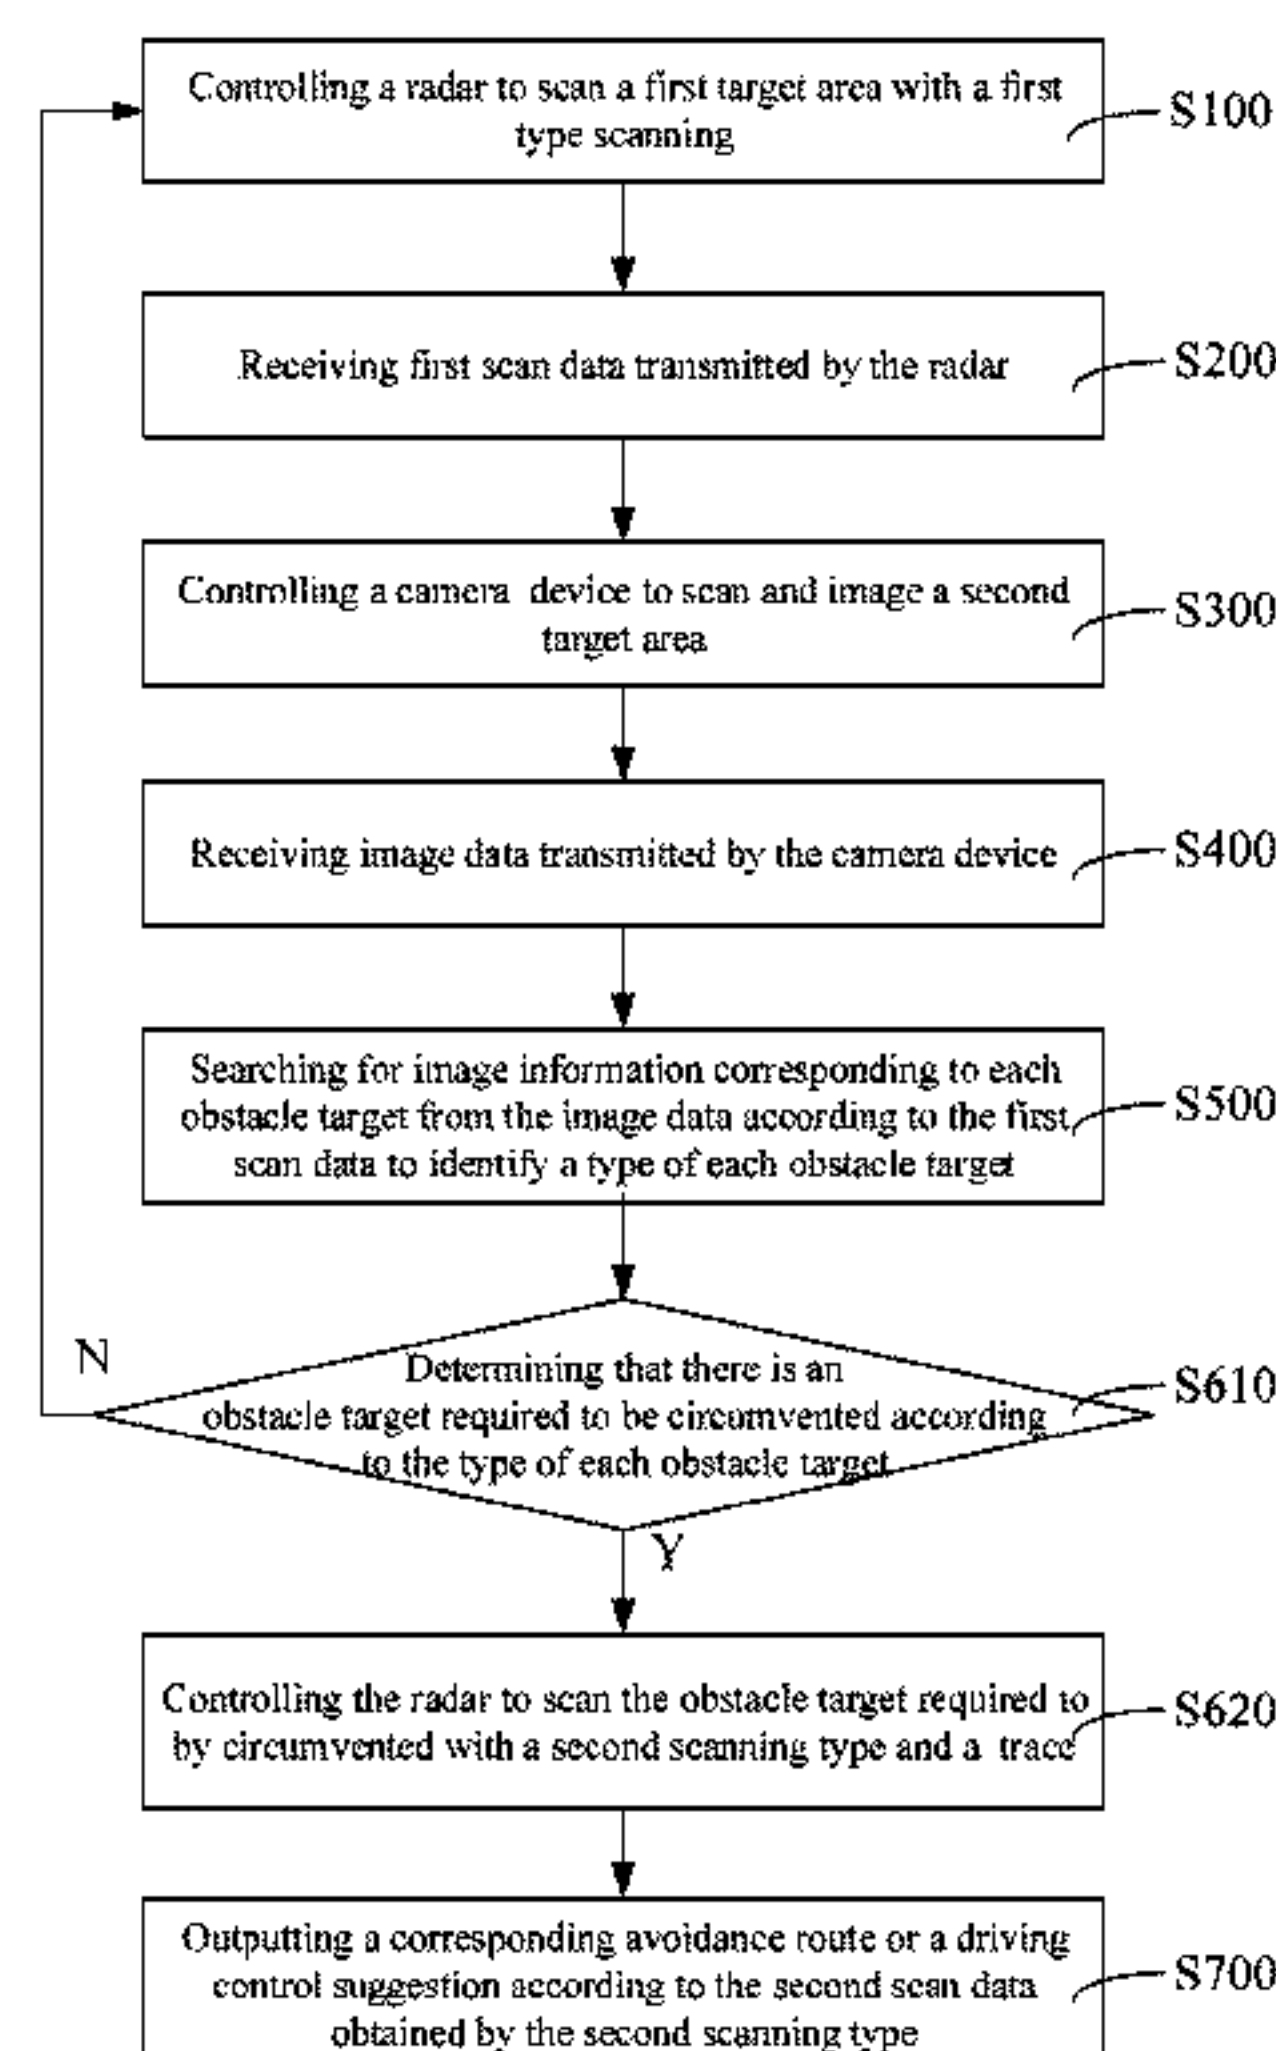 Controlling a radar to scan a first target area with a first
type scanning
S100
Receiving first scan data transmitted by the radar
S200
Controlling a camera device to scan and image a second
target area
S300
Receiving image data transmitted by the camera device
S400
Searching for image information corresponding to each
obstacle target from the image data according to the first
scan data to identify a type of each obstacle target
S500
N
Determining that there is an
obstacle target required to be circumvented according
to the type of each obstacle target
S610
Y
Controlling the radar to scan the obstacle target required to
by circumvented with a second scanning type and a trace
S620
Outputting a corresponding avoidance route or a driving
control suggestion according to the second scan data
obtained by the second scanning type
S700